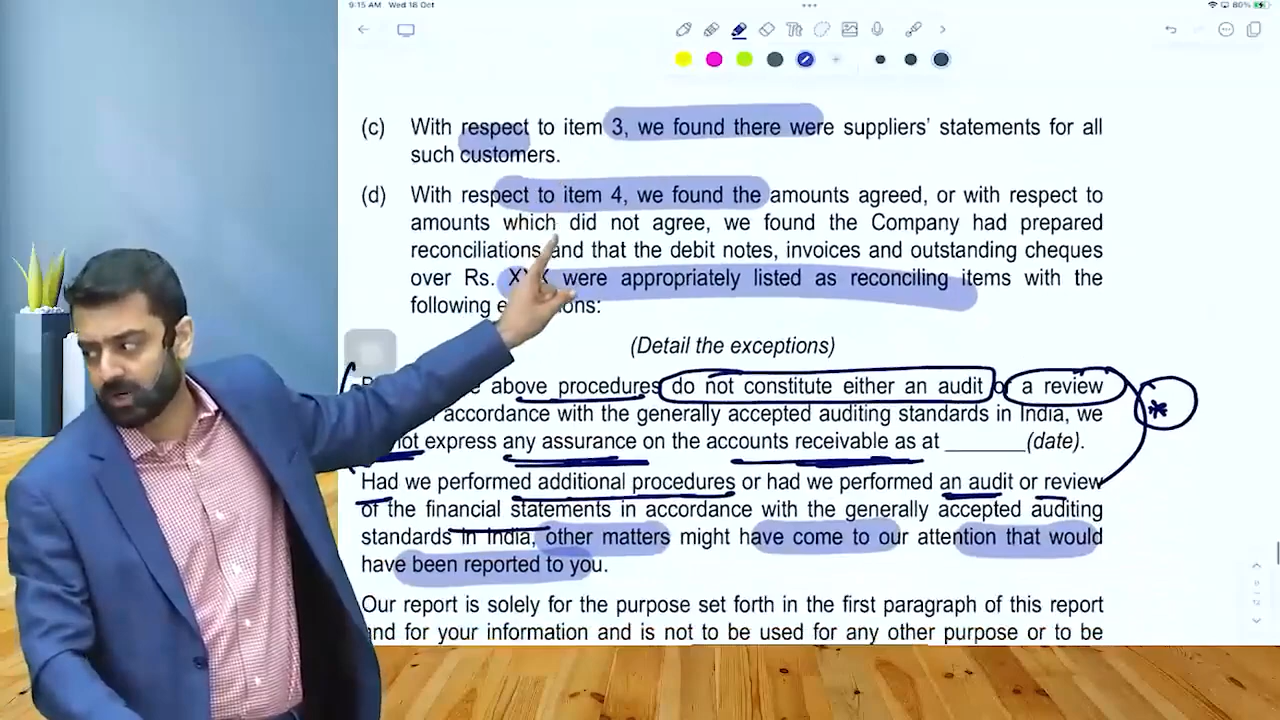 9:15 AM Wed 18 Oct
80%
(c) With respect to item 3, we found there were suppliers' statements for all
such customers.
(d) With respect to item 4, we found the amounts agreed, or with respect to
amounts which did not agree, we found the Company had prepared
reconciliations and that the debit notes, invoices and outstanding cheques
over Rs. XXX were appropriately listed as reconciling items with the
following
(Detail the exceptions)
above procedures do not constitute either an audit or a review
accordance with the generally accepted auditing standards in India, we
not express any assurance on the accounts receivable as at ______(date).
Had we performed additional procedures or had we performed an audit or review
of the financial statements in accordance with the generally accepted auditing
standards in India, other matters might have come to our attention that would
have been reported to you.
Our report is solely for the purpose set forth in the first paragraph of this report
and for your information and is not to be used for any other purpose or to be